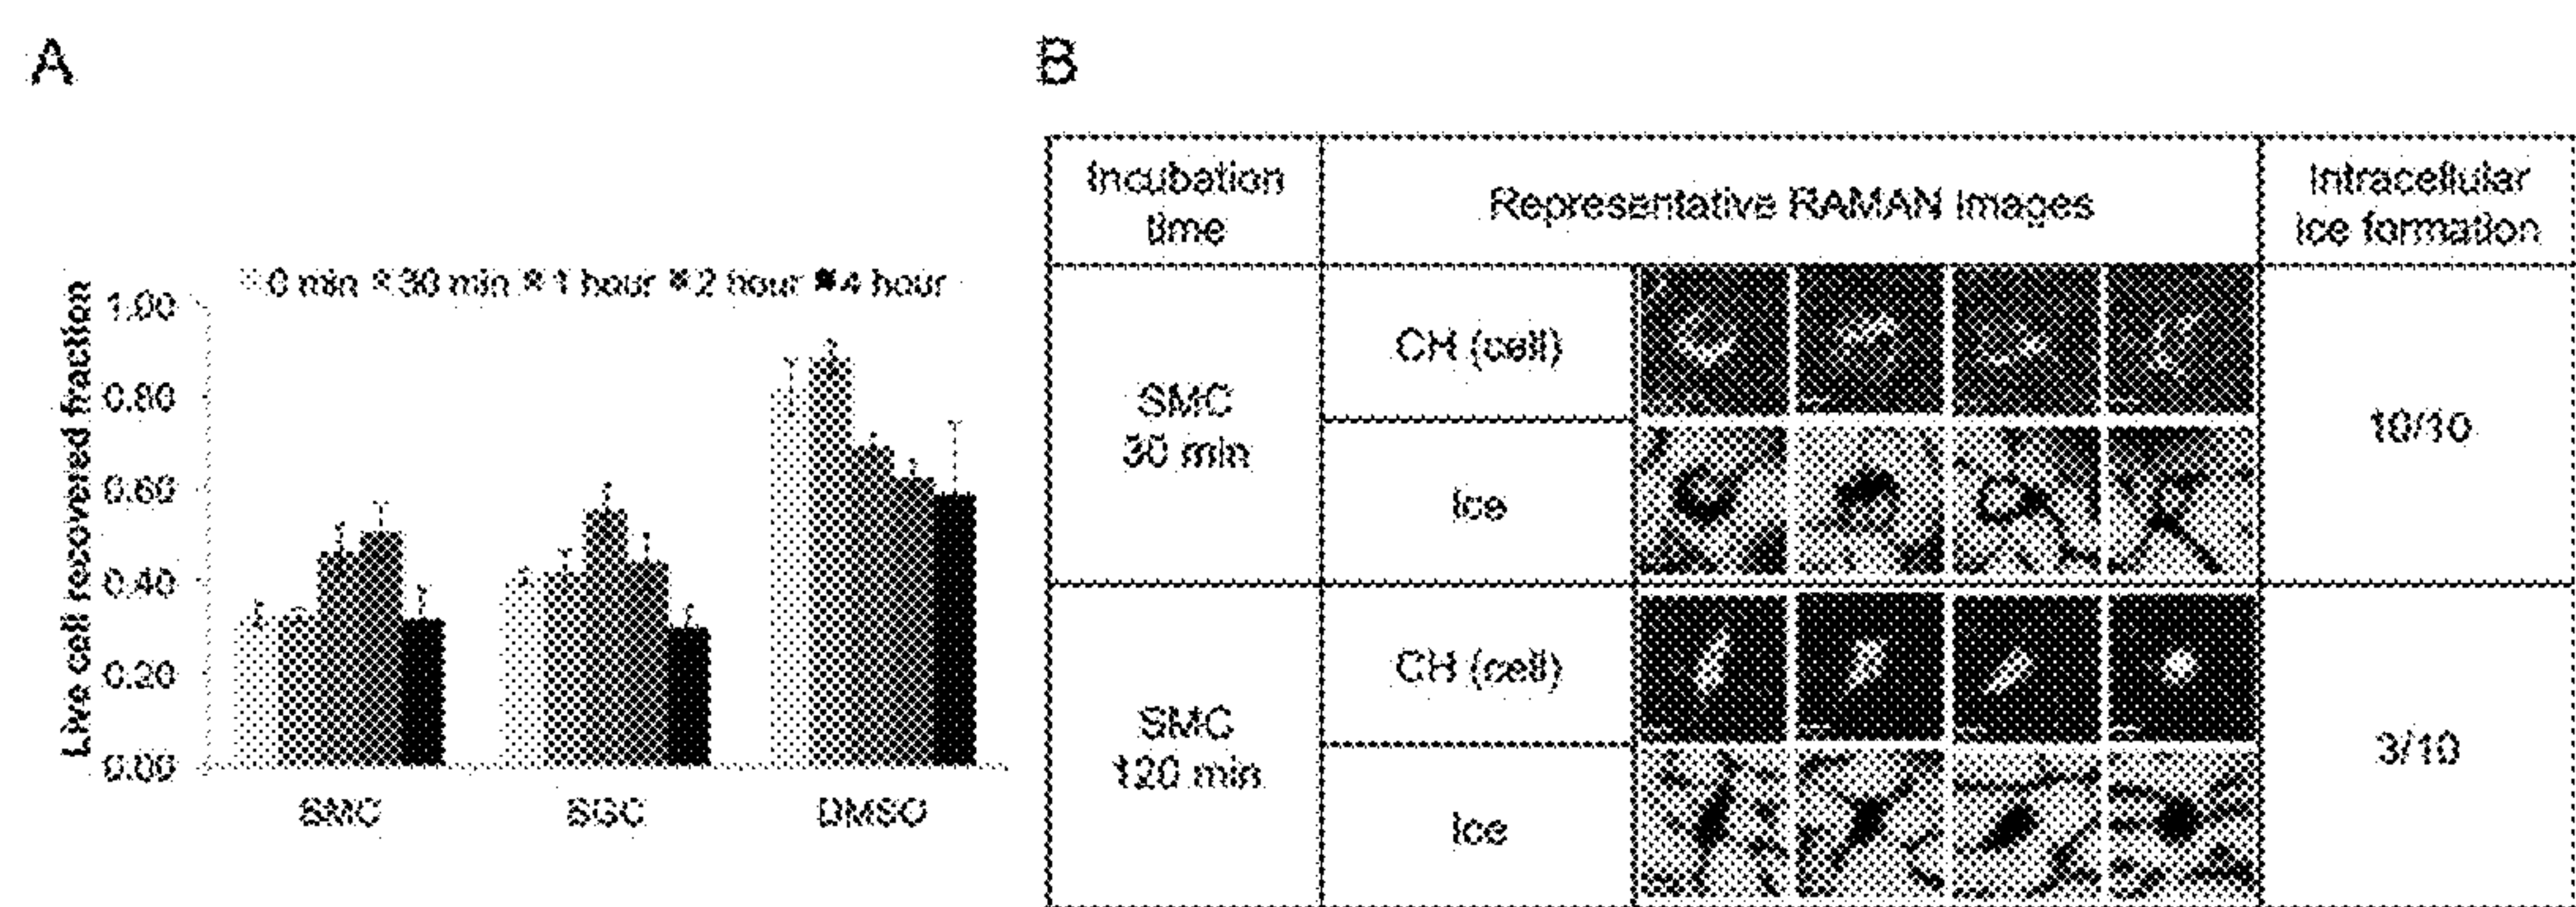 A
B
Live cell recovered fraction
0 min 30 min 1 hour 2 hour 4 hour
1.00
0.80
0.60
0.40
0.20
0.00
SMC SGC DMSO
Incubation
time
Representative RAMAN Images
Intracellular
ice formation
SMC
30 min
CH (cell)
Ice
10/10
SMC
120 min
CH (cell)
Ice
3/10